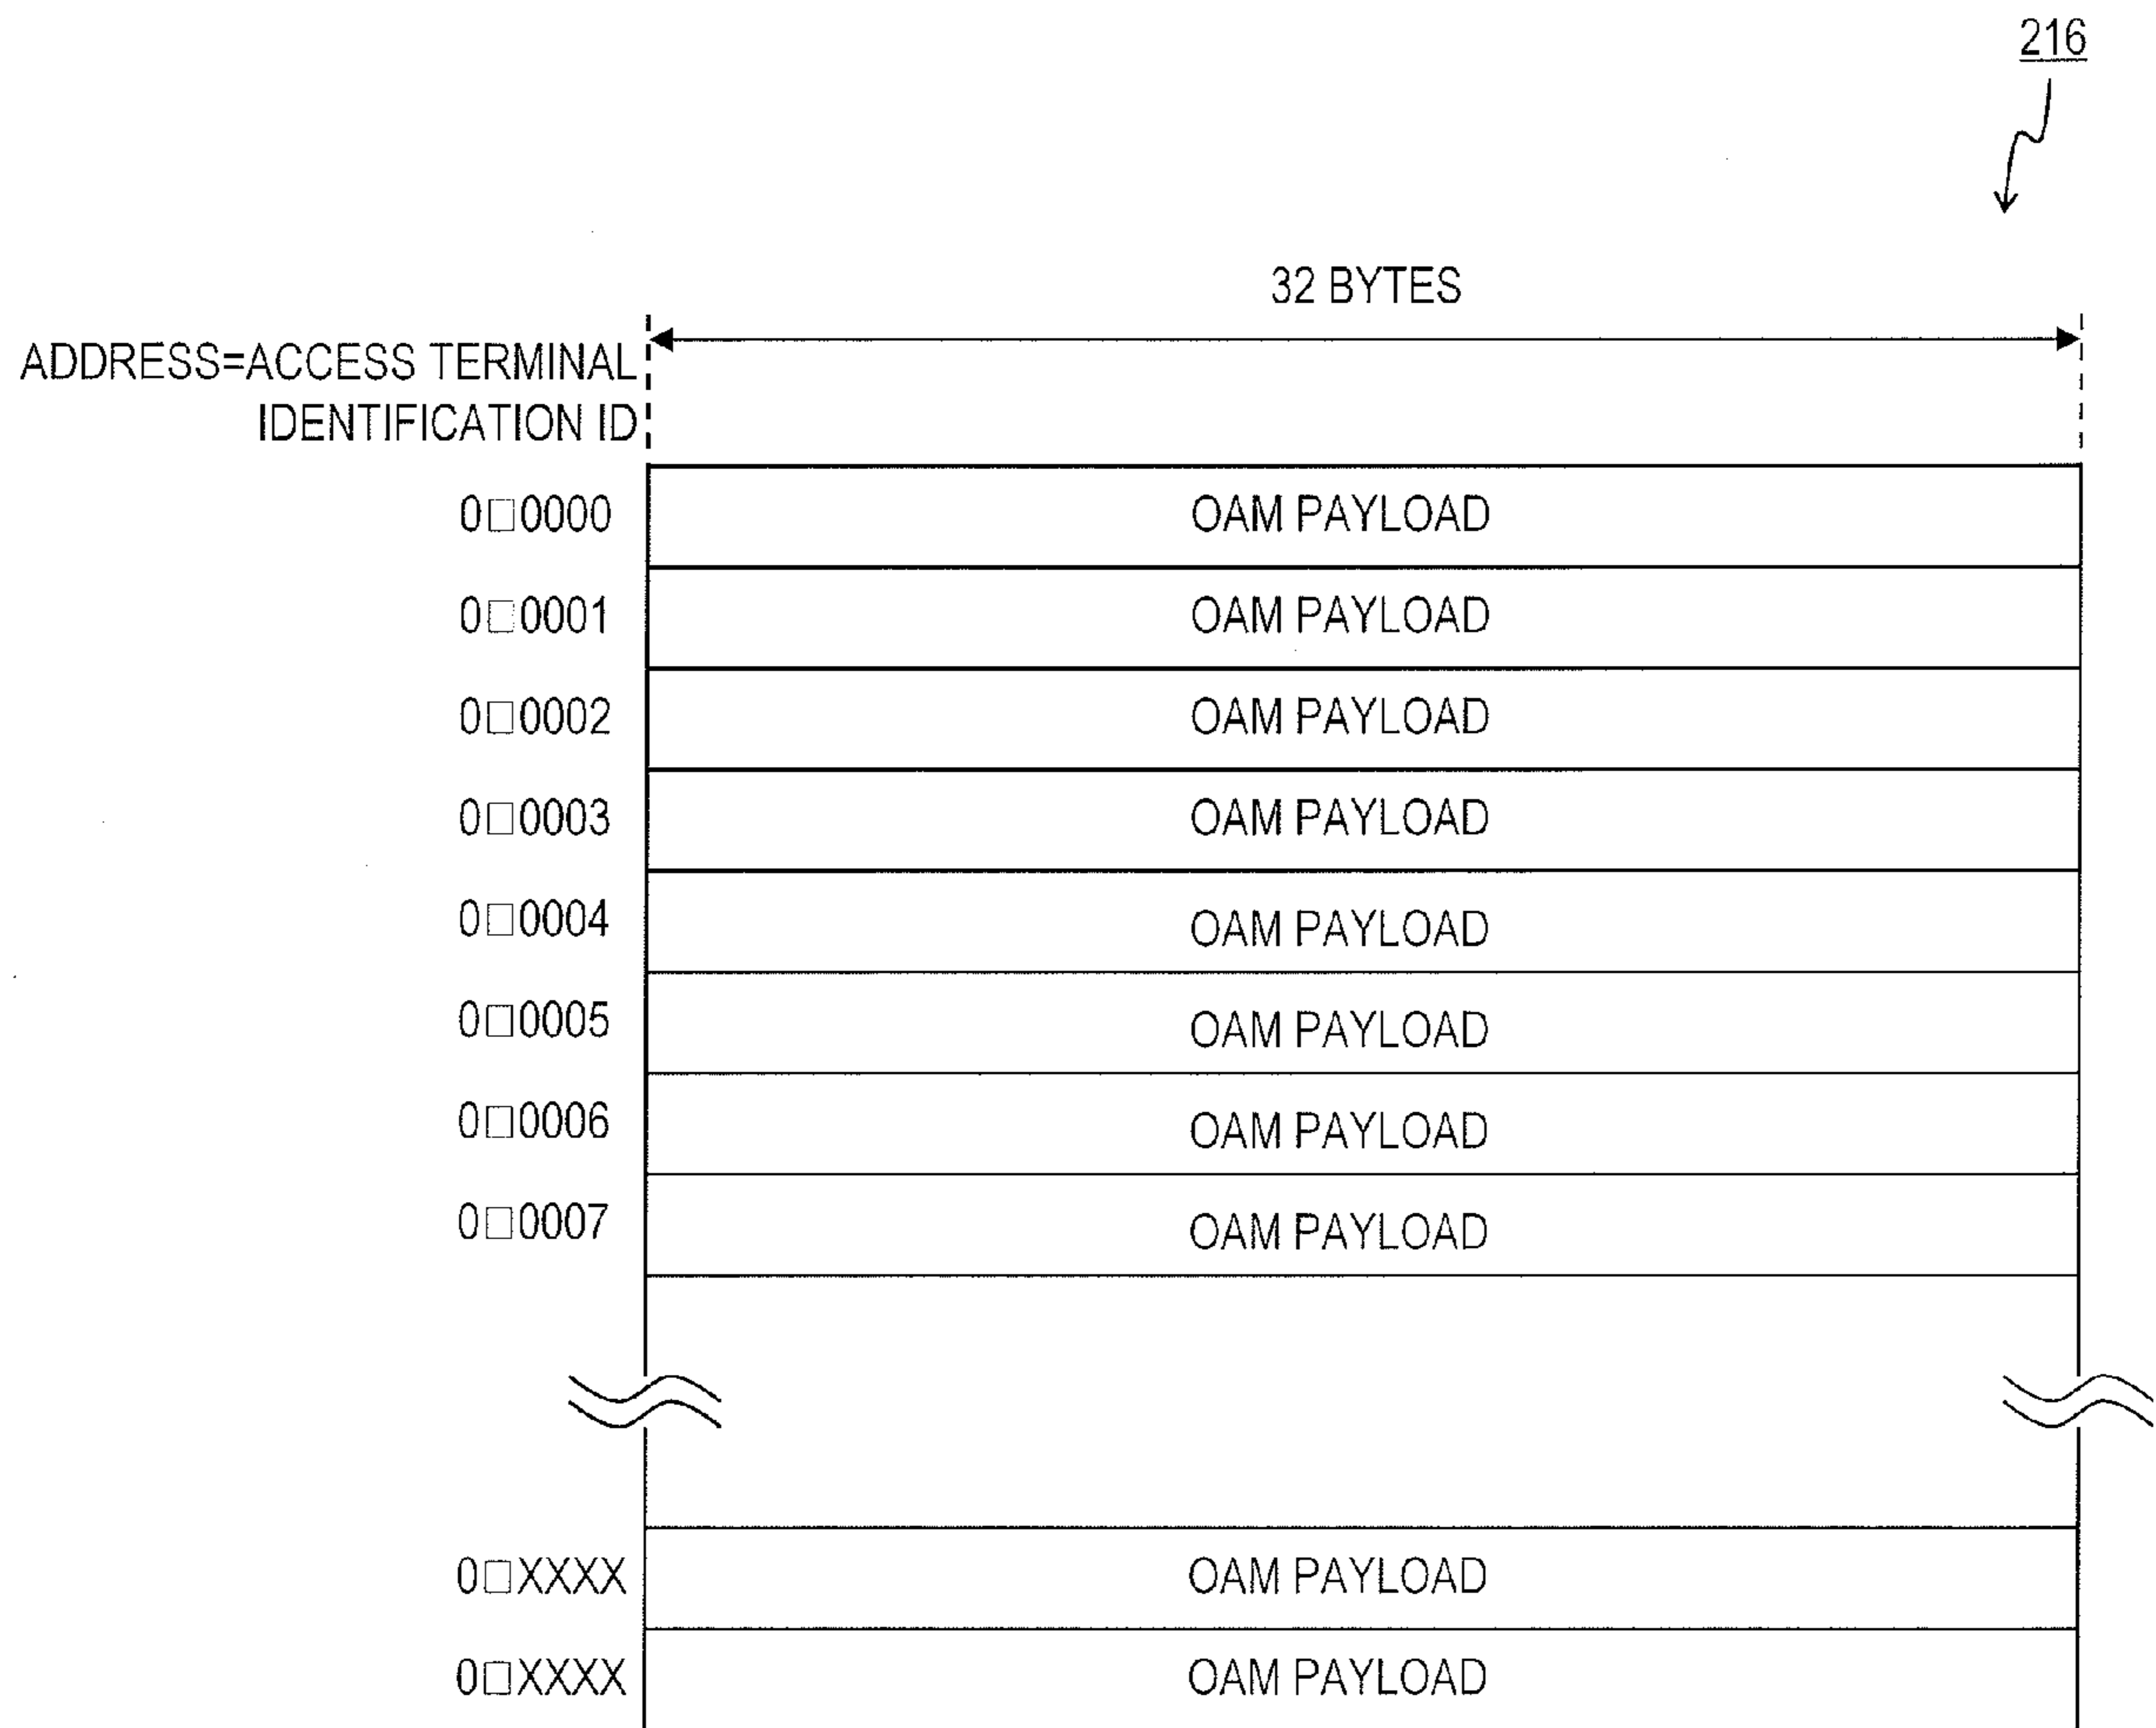 216
32 BYTES
ADDRESS=ACCESS TERMINAL
IDENTIFICATION ID
0□0000 OAM PAYLOAD
0□0001 OAM PAYLOAD
0□0002 OAM PAYLOAD
0□0003 OAM PAYLOAD
0□0004 OAM PAYLOAD
0□0005 OAM PAYLOAD
0□0006 OAM PAYLOAD
0□0007 OAM PAYLOAD
0□XXXX OAM PAYLOAD
0□XXXX OAM PAYLOAD